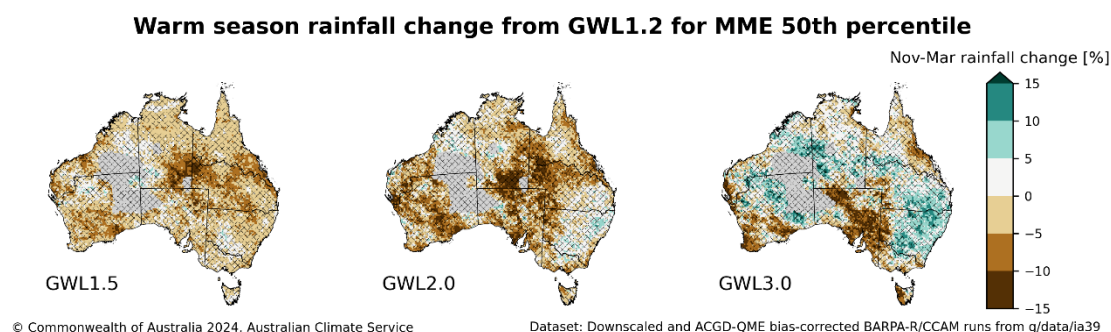 Warm season rainfall change from GWL1.2 for MME 50th percentile
Nov-Mar rainfall change [%]
15
10
5
0
−5
−10
−15
GWL1.5
GWL2.0
GWL3.0
© Commonwealth of Australia 2024, Australian Climate Service
Dataset: Downscaled and ACGD-QME bias-corrected BARPA-R/CCAM runs from g/data/ia39